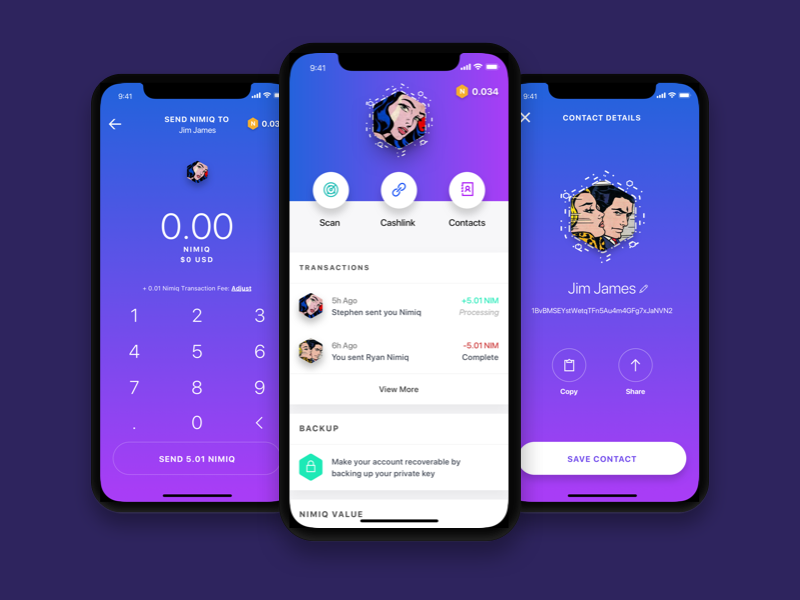 9:41
SEND NIMIQ TO
Jim James
0.03
0.00
NIMIQ
$0 USD
+ 0.01 Nimiq Transaction Fee: Adjust
1 2 3
4 5 6
7 8 9
. 0 <
SEND 5.01 NIMIQ
9:41
N 0.034
Scan Cashlink Contacts
TRANSACTIONS
5h Ago +5.01 NIM
Stephen sent you Nimiq Processing
6h Ago -5.01 NIM
You sent Ryan Nimiq Complete
View More
BACKUP
Make your account recoverable by
backing up your private key
NIMIQ VALUE
9:41
CONTACT DETAILS
Jim James
1BvBMSEYstWetqTFn5Au4m4GFg7xJaNVN2
Copy Share
SAVE CONTACT